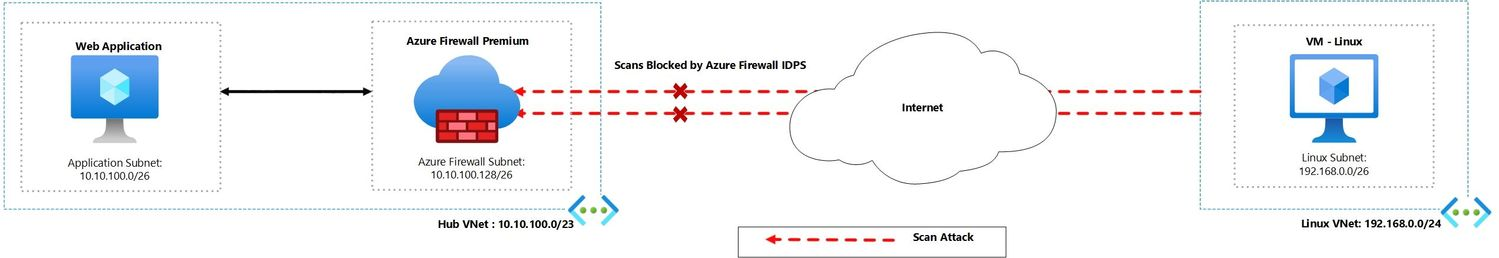 Web Application
Application Subnet:
10.10.100.0/26
Azure Firewall Premium
Azure Firewall Subnet:
10.10.100.128/26
Hub VNet : 10.10.100.0/23
Scans Blocked by Azure Firewall IDPS
Internet
VM - Linux
Linux Subnet:
192.168.0.0/26
Linux VNet: 192.168.0.0/24
Scan Attack